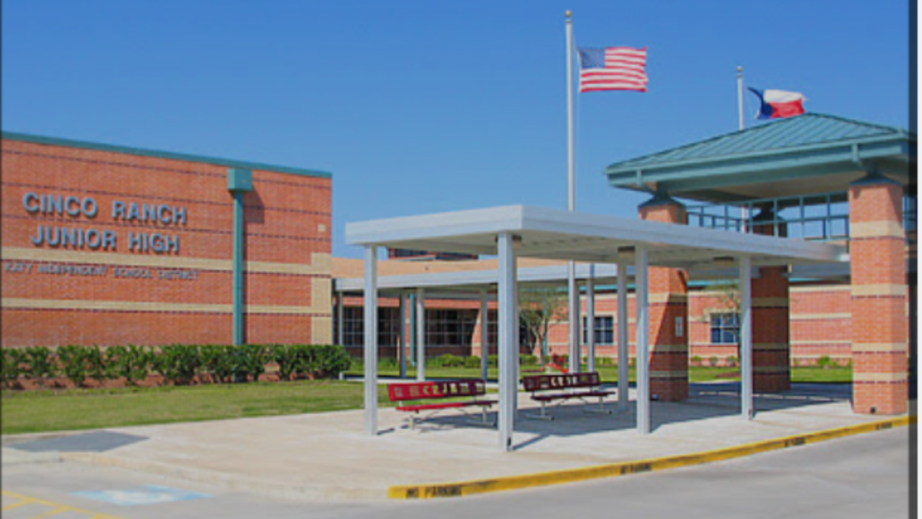 CINCO RANCH
JUNIOR HIGH
KATY INDEPENDENT SCHOOL DISTRICT
NO PARKING